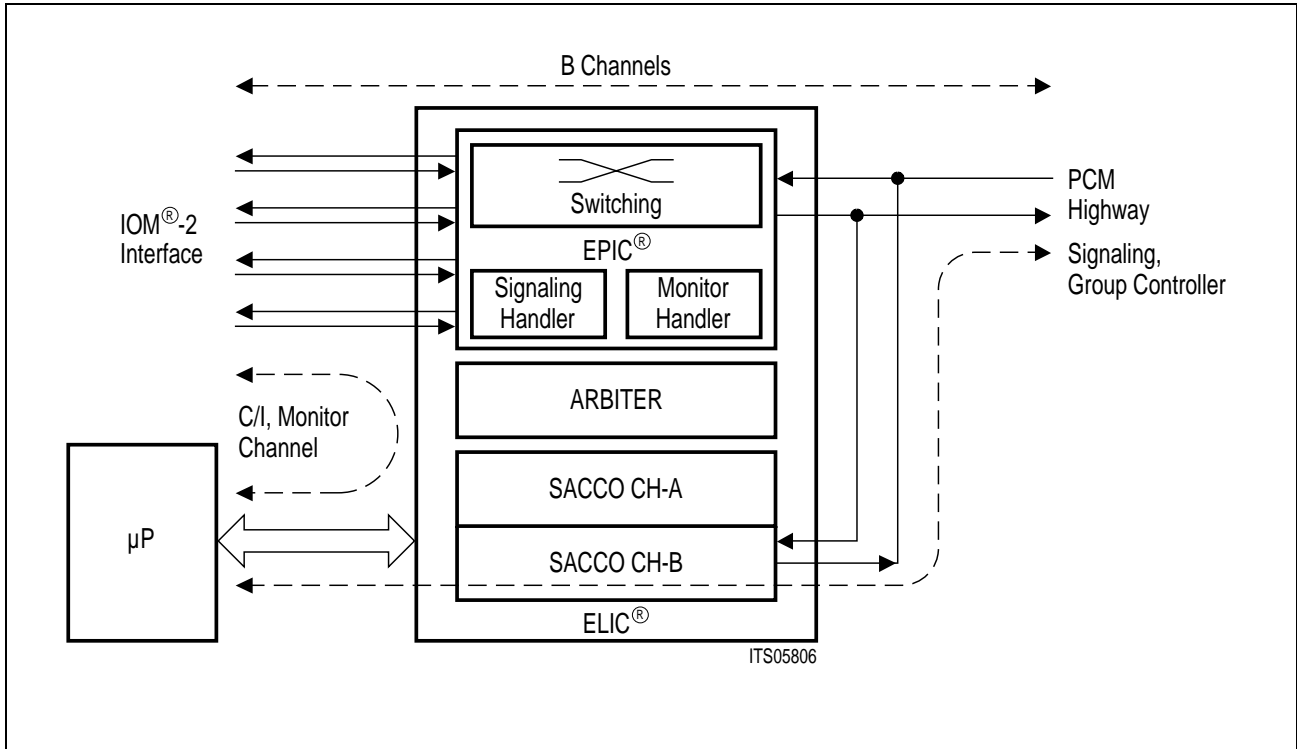 B Channels
Switching
EPIC®
Signaling
Handler
Monitor
Handler
IOM®-2
Interface
PCM
Highway
Signaling,
Group Controller
ARBITER
C/I, Monitor
Channel
SACCO CH-A
µP
SACCO CH-B
ELIC®
ITS05806